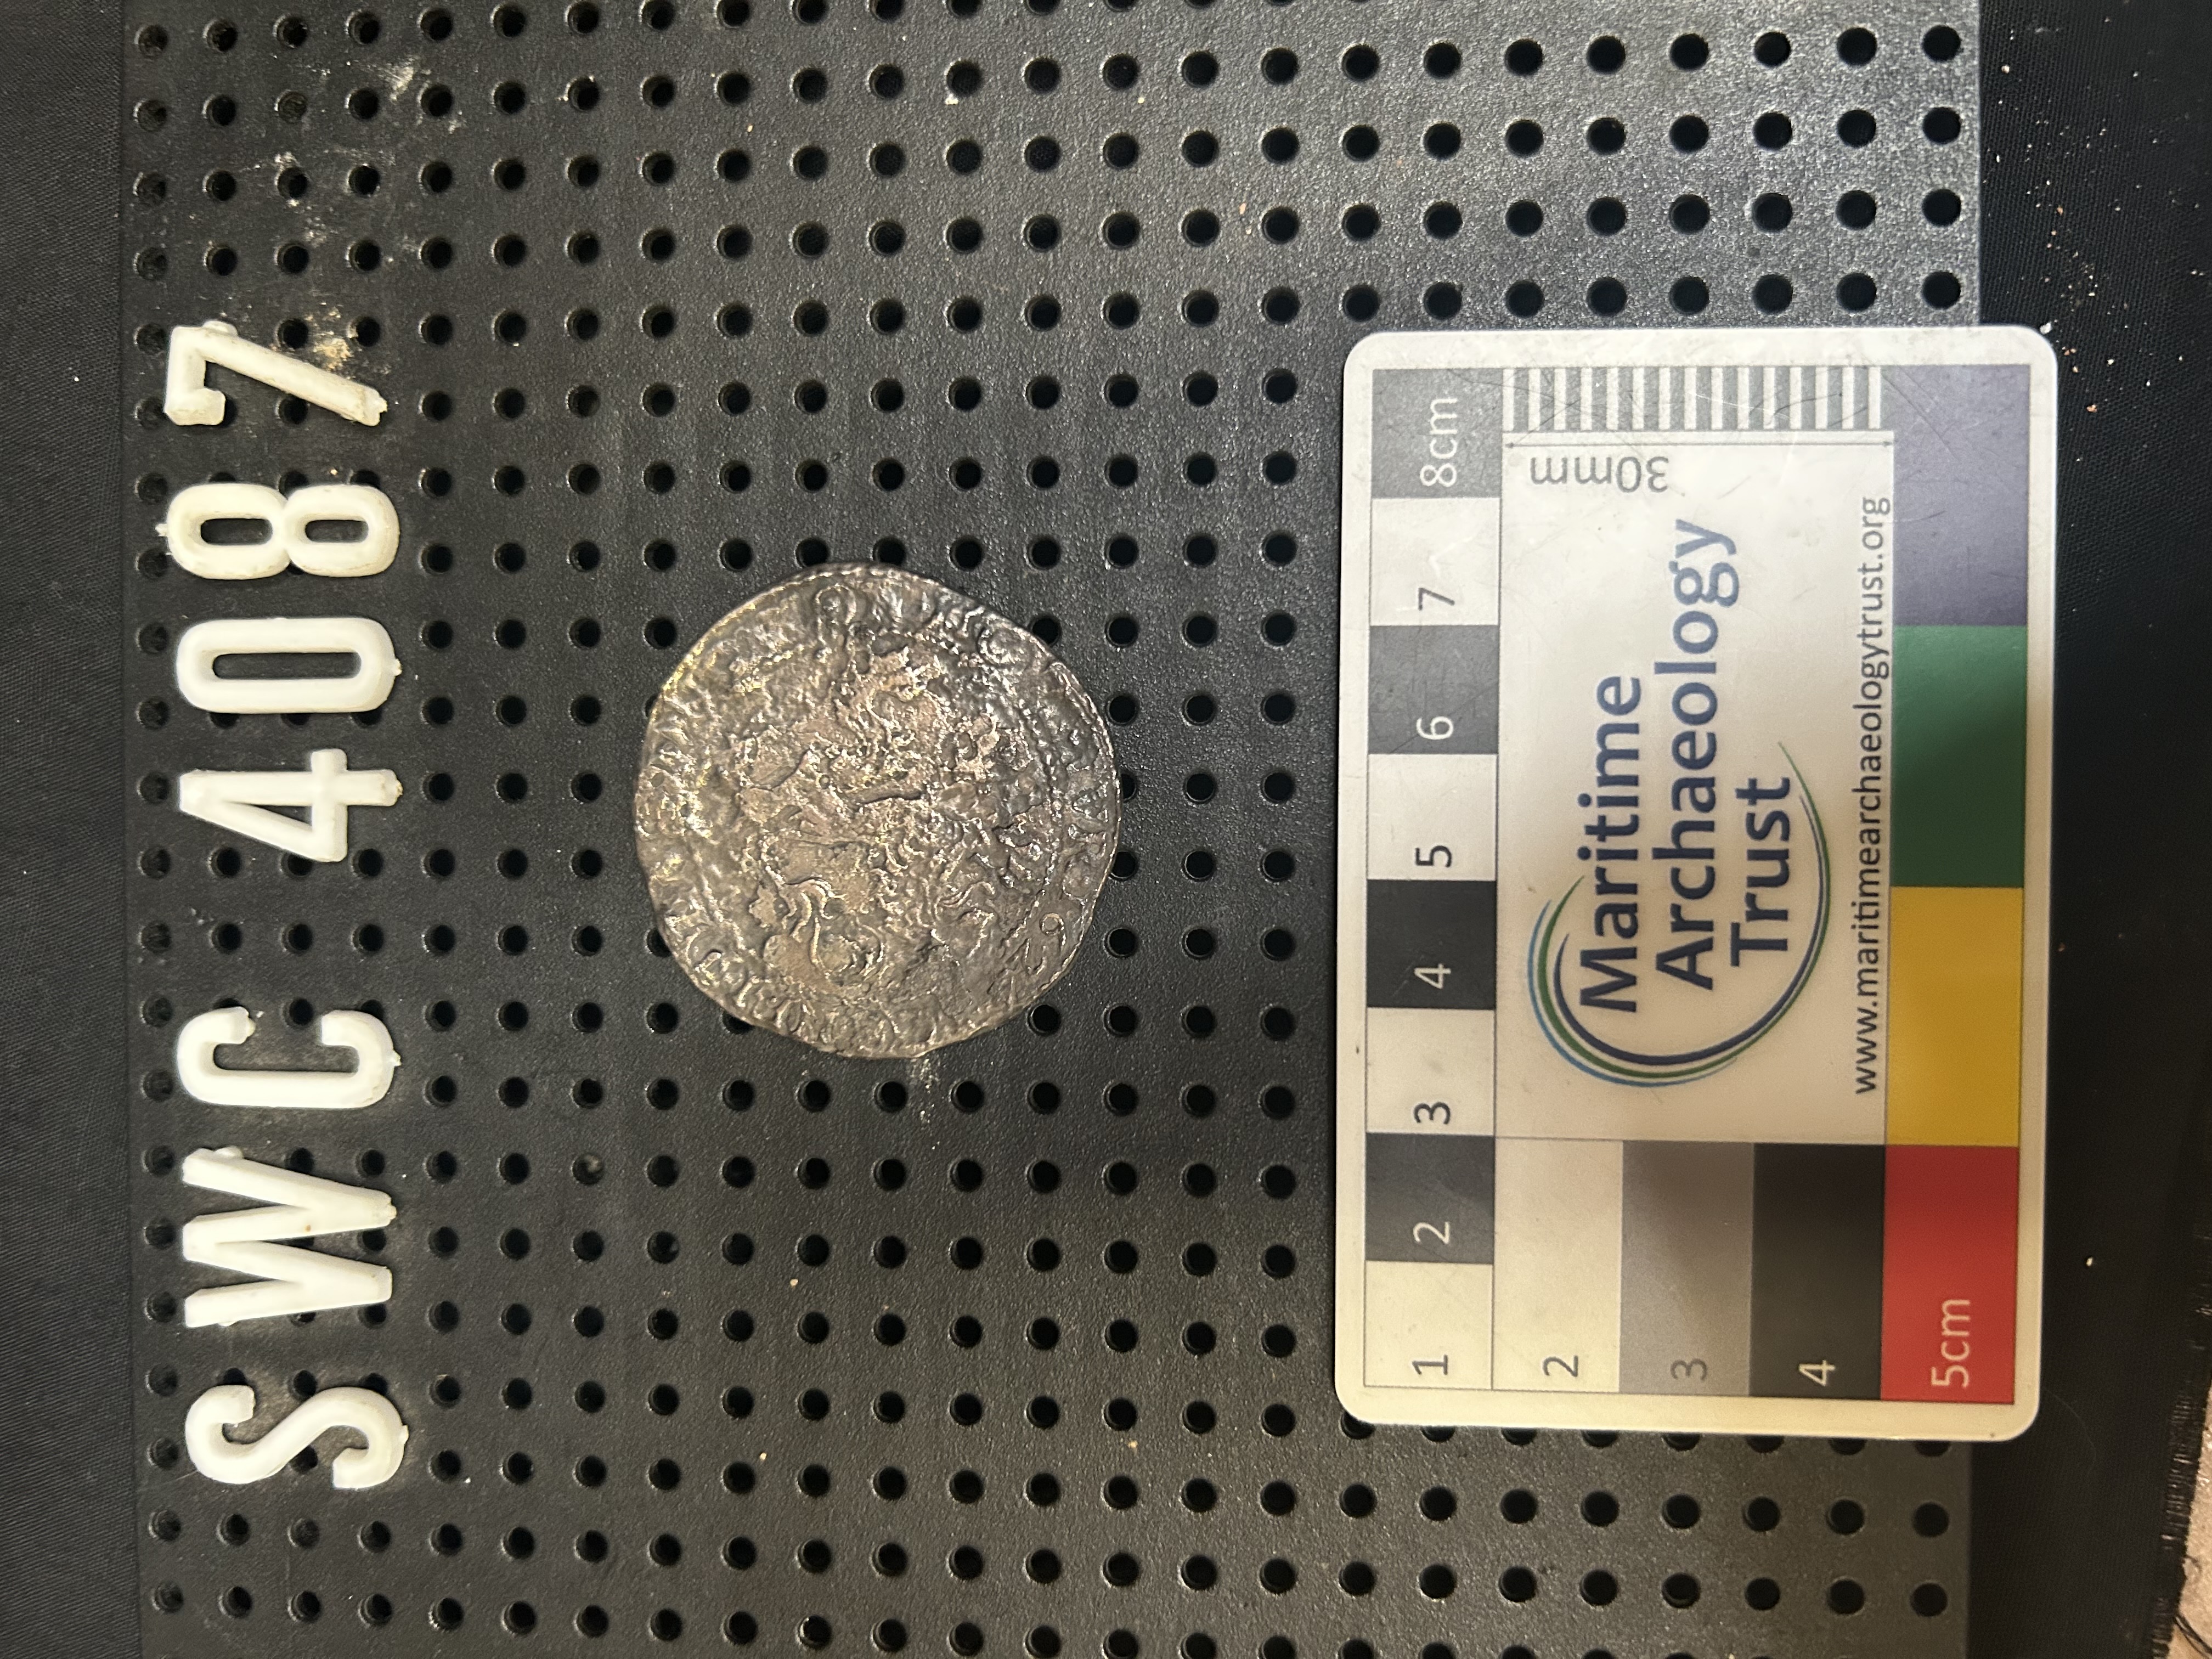 SWC 4087
1 2 3 4 5 6 7 8cm
2
3
4
30mm
Maritime
Archaeology
Trust
www.maritimearchaeologytrust.org
5cm